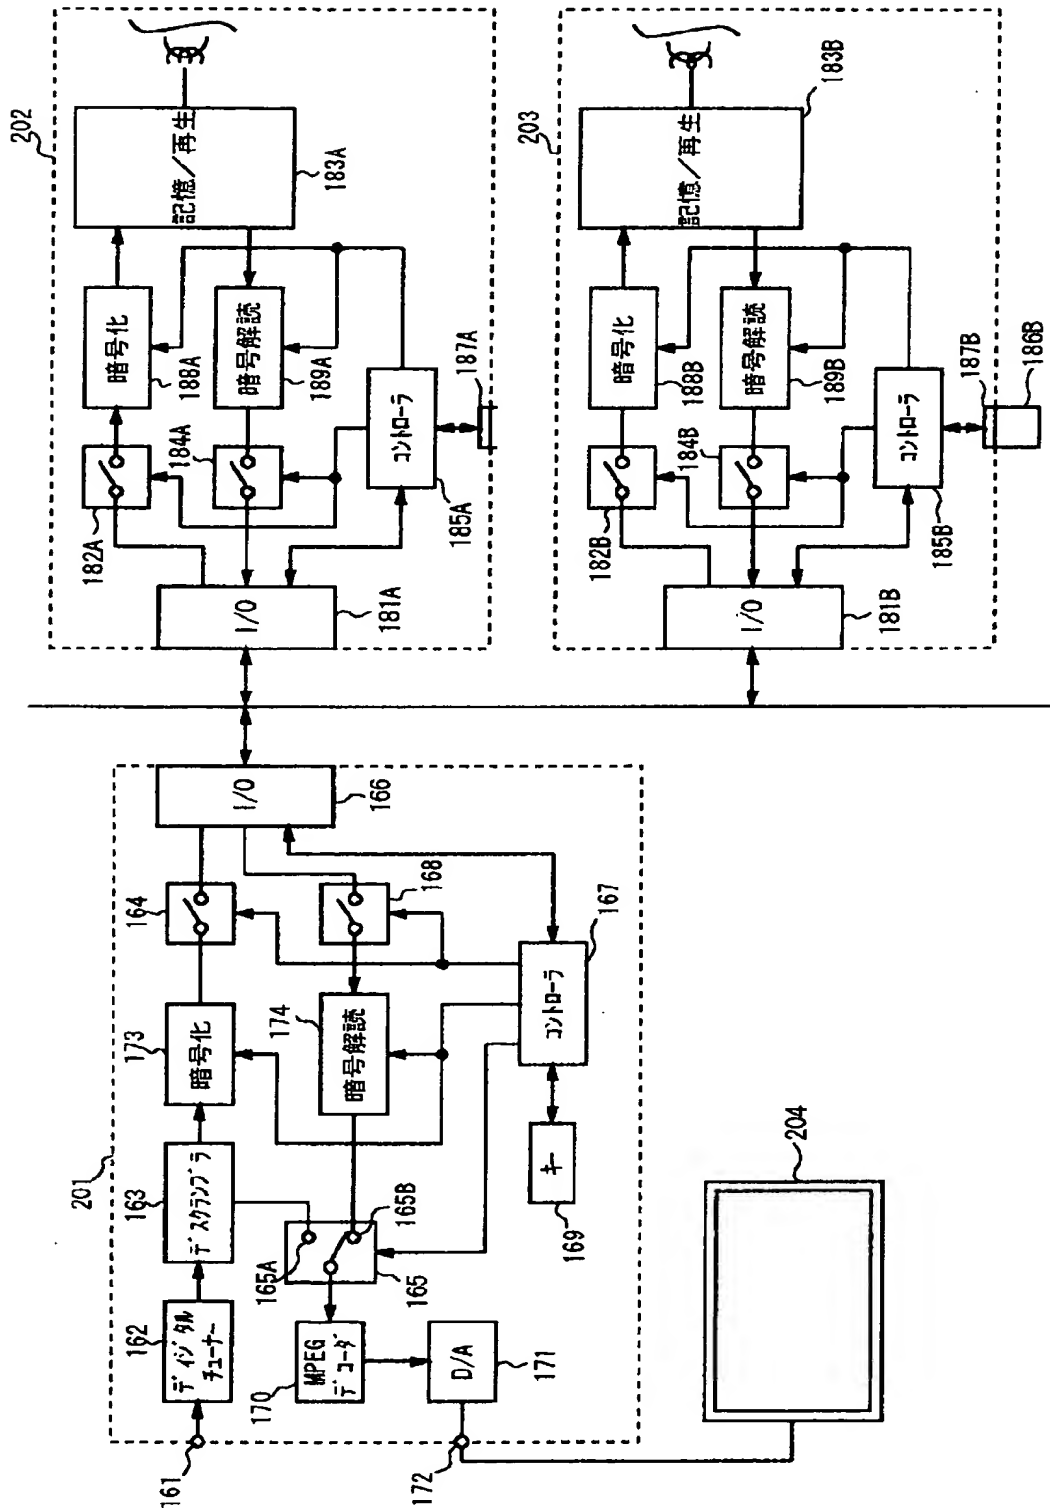 201
161
162
ディジタル
チューナー
163
デスクランブラ
173
暗号化
164
I/O
166
165A
165B
165
174
暗号解読
168
170
MPEG
デコーダ
D/A
171
172
169
キー
コントローラ
167
204
202
I/O
181A
182A
184A
暗号化
188A
暗号解読
189A
コントローラ
185A
187A
記憶/再生
183A
203
I/O
181B
182B
184B
暗号化
188B
暗号解読
189B
コントローラ
185B
187B
186B
記憶/再生
183B